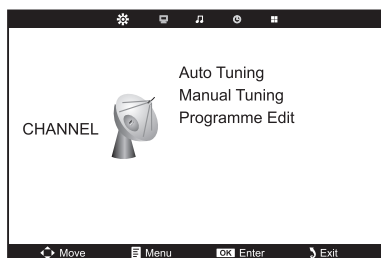 Auto Tuning
Manual Tuning
Programme Edit
CHANNEL
Move Menu OK Enter Exit